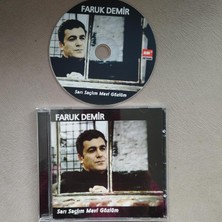 FARUK DEMİR
Sarı Saçlım Mavi Gözlüm
FARUK DEMİR
Sarı Saçlım Mavi Gözlüm